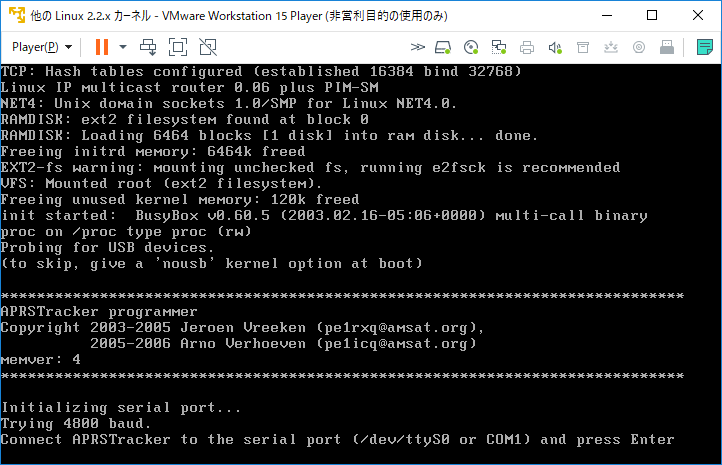 他の Linux 2.2.x カーネル - VMware Workstation 15 Player (非営利目的の使用のみ)
Player(P)
TCP: Hash tables configured (established 16384 bind 32768)
Linux IP multicast router 0.06 plus PIM-SM
NET4: Unix domain sockets 1.0/SMP for Linux NET4.0.
RAMDISK: ext2 filesystem found at block 0
RAMDISK: Loading 6464 blocks [1 disk] into ram disk... done.
Freeing initrd memory: 6464k freed
EXT2-fs warning: mounting unchecked fs, running e2fsck is recommended
VFS: Mounted root (ext2 filesystem).
Freeing unused kernel memory: 120k freed
init started:  BusyBox v0.60.5 (2003.02.16-05:06+0000) multi-call binary
proc on /proc type proc (rw)
Probing for USB devices.
(to skip, give a 'nousb' kernel option at boot)
****************************************************************************
APRSTracker programmer
Copyright 2003-2005 Jeroen Vreeken (pe1rxq@amsat.org),
2005-2006 Arno Verhoeven (pe1icq@amsat.org)
memver: 4
****************************************************************************
Initializing serial port...
Trying 4800 baud.
Connect APRSTracker to the serial port (/dev/ttyS0 or COM1) and press Enter